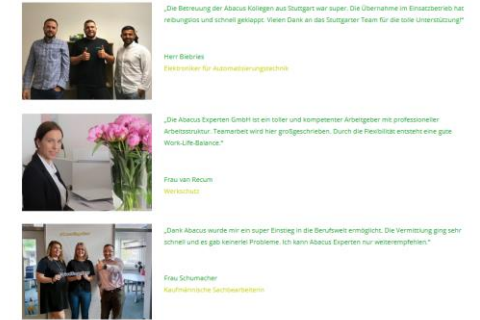 „Die Betreuung der Abacus Kollegen aus Stuttgart war super. Die Übernahme im Einsatzbetrieb hat
reibungslos und schnell geklappt. Vielen Dank an das Stuttgarter Team für die tolle Unterstützung!"
Herr Biebries
Elektroniker für Automatisierungstechnik
„Die Abacus Experten GmbH ist ein toller und kompetenter Arbeitgeber mit professioneller
Arbeitsstruktur. Teamarbeit wird hier großgeschrieben. Durch die Flexibilität entsteht eine gute
Work-Life-Balance."
Frau van Recum
Werkschutz
„Dank Abacus wurde mir ein super Einstieg in die Berufswelt ermöglicht. Die Vermittlung ging sehr
schnell und es gab keinerlei Probleme. Ich kann Abacus Experten nur weiterempfehlen."
Frau Schumacher
Kaufmännische Sachbearbeiterin